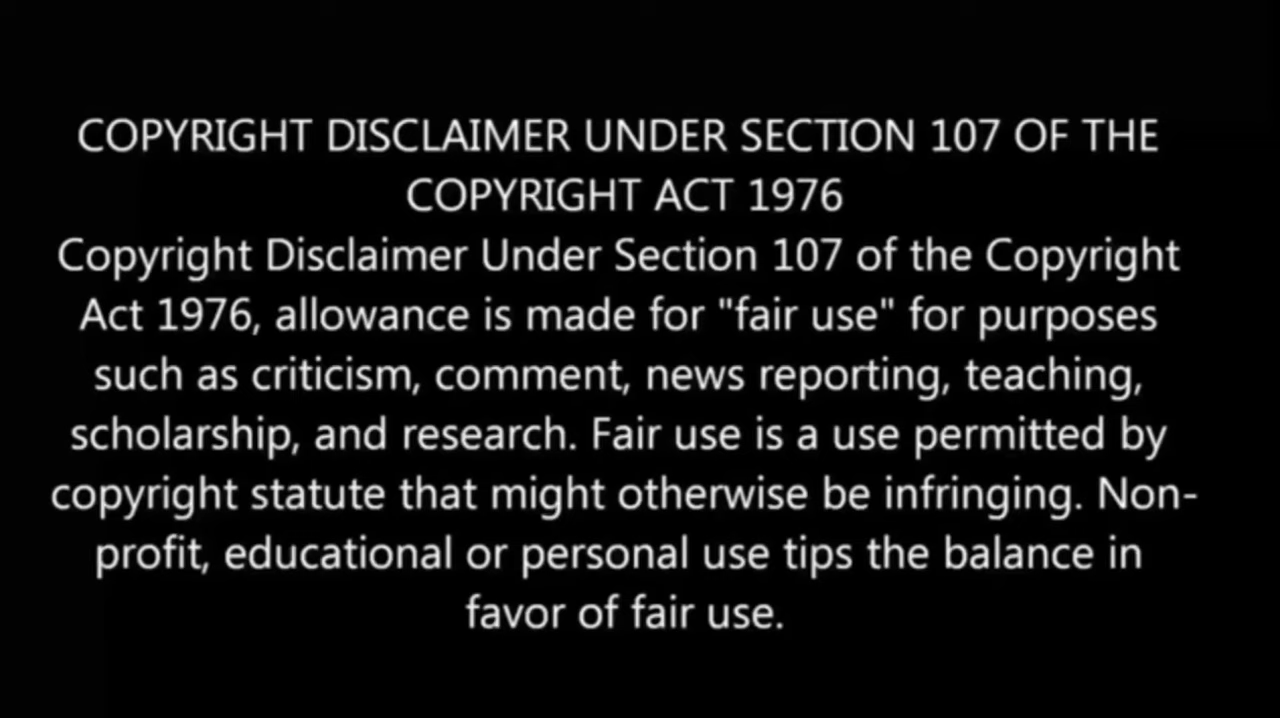 COPYRIGHT DISCLAIMER UNDER SECTION 107 OF THE
COPYRIGHT ACT 1976
Copyright Disclaimer Under Section 107 of the Copyright
Act 1976, allowance is made for "fair use" for purposes
such as criticism, comment, news reporting, teaching,
scholarship, and research. Fair use is a use permitted by
copyright statute that might otherwise be infringing. Non-
profit, educational or personal use tips the balance in
favor of fair use.